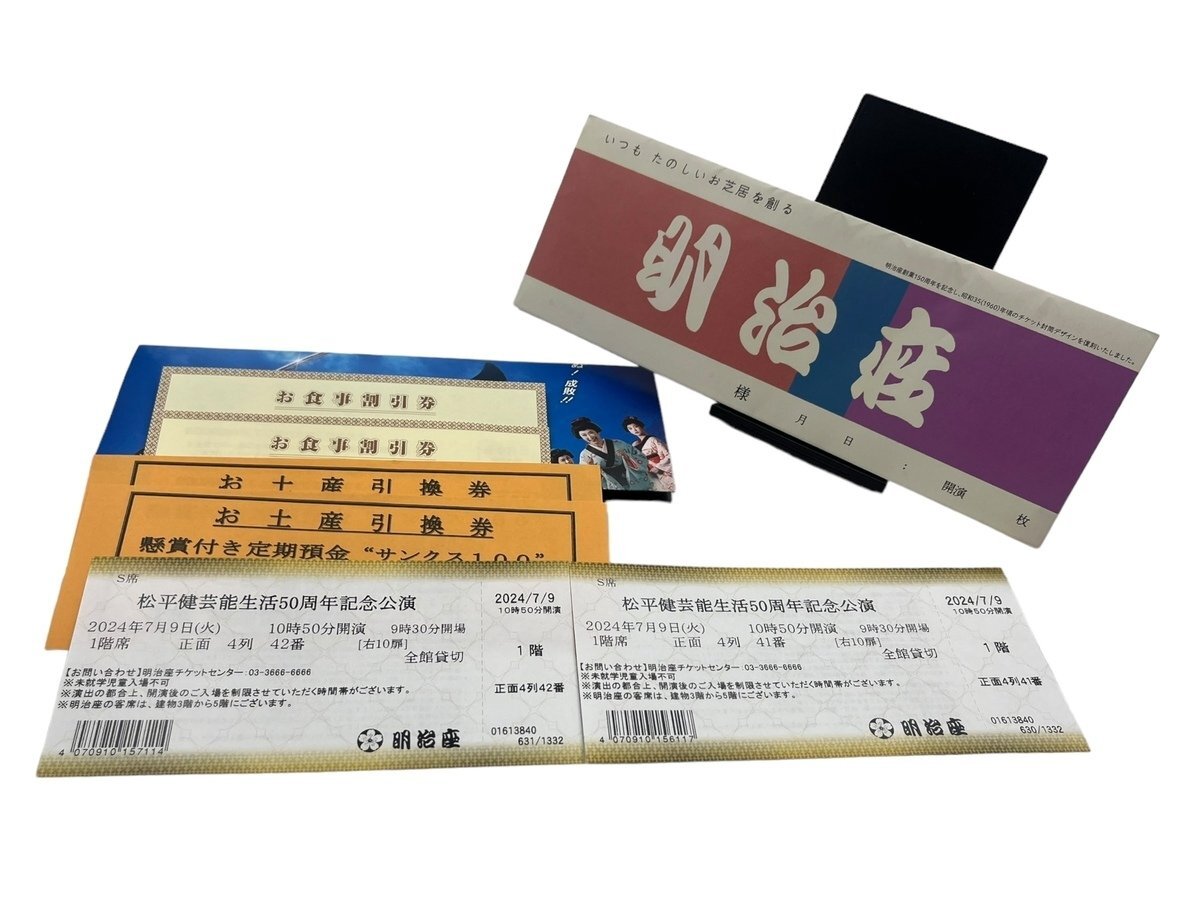 いつも たのしいお芝居を創る
明治座創業150周年を記念し、昭和35(1960)年頃のチケット封筒デザインを復刻いたしました。
明治座
様 月 日 : 開演 枚
成敗!!
お食事割引券
お食事割引券
お土産引換券
お土産引換券
懸賞付き定期預金“サンクス100”
S席
松平健芸能生活50周年記念公演
2024年7月9日(火) 10時50分開演 9時30分開場
1階席 正面 4列 42番 [右10扉]
全館貸切
【お問い合わせ】明治座チケットセンター:03-3666-6666
※未就学児童入場不可
※演出の都合上、開演後のご入場を制限させていただく時間帯がございます。
※明治座の客席は、建物3階から5階にございます。
4 070910 157114
明治座
2024/7/9
10時50分開演
1階
正面4列42番
01613840
631/1332
S席
松平健芸能生活50周年記念公演
2024年7月9日(火) 10時50分開演 9時30分開場
1階席 正面 4列 41番 [右10扉]
全館貸切
【お問い合わせ】明治座チケットセンター:03-3666-6666
※未就学児童入場不可
※演出の都合上、開演後のご入場を制限させていただく時間帯がございます。
※明治座の客席は、建物3階から5階にございます。
4 070910 156117
明治座
2024/7/9
10時50分開演
1階
正面4列41番
01613840
630/1332